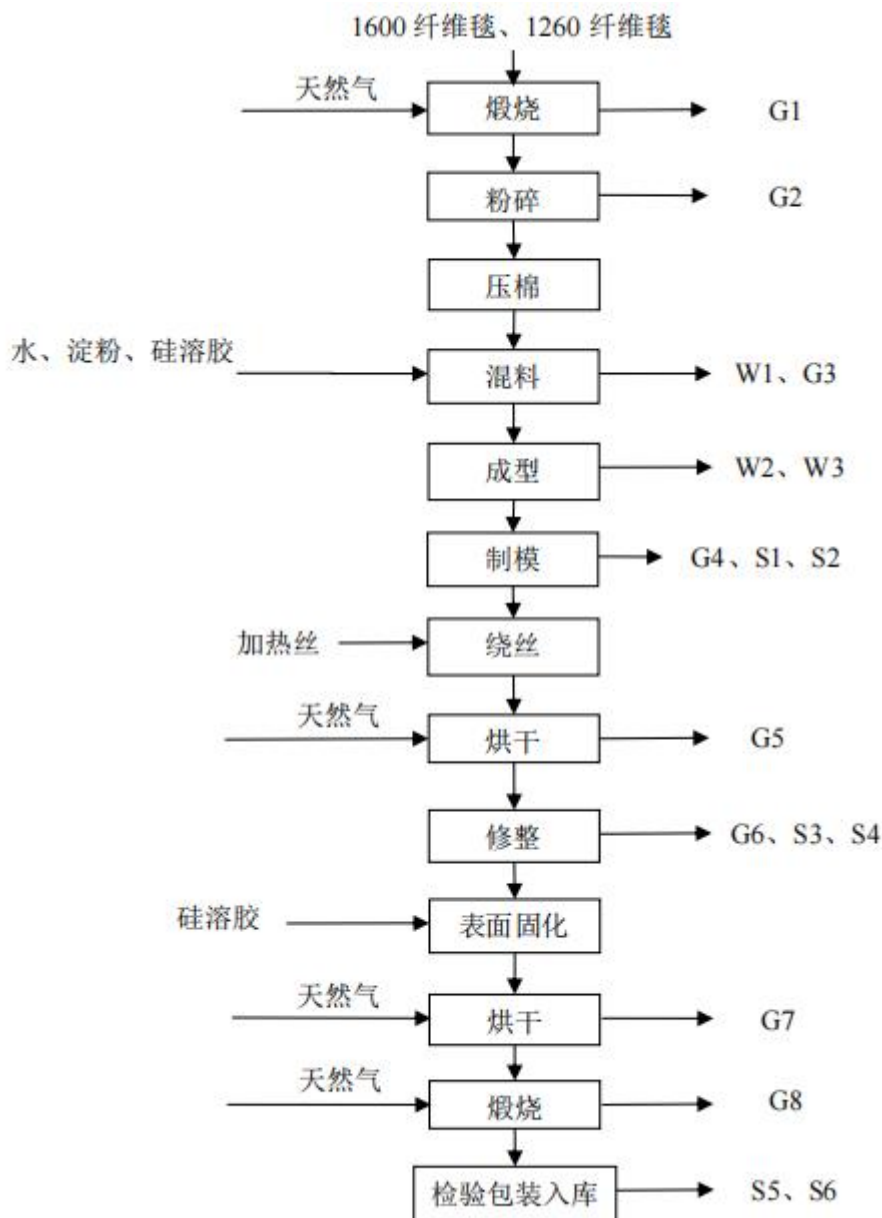 1600 纤维毯、1260 纤维毯
天然气
煅烧
G1
粉碎
G2
压棉
水、淀粉、硅溶胶
混料
W1、G3
成型
W2、W3
制模
G4、S1、S2
加热丝
绕丝
天然气
烘干
G5
修整
G6、S3、S4
硅溶胶
表面固化
天然气
烘干
G7
天然气
煅烧
G8
检验包装入库
S5、S6